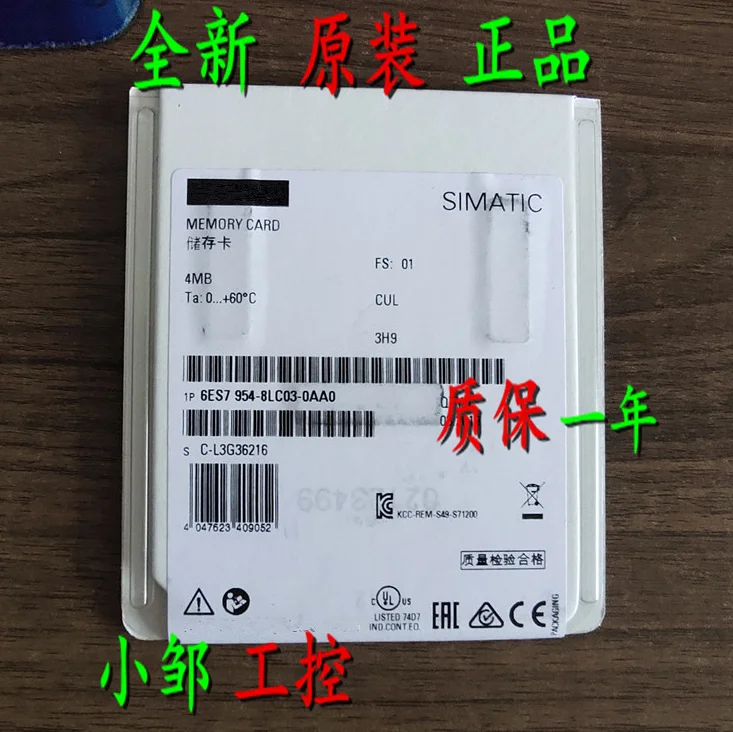 全新 原装 正品
SIMATIC
MEMORY CARD
储存卡
4MB
FS: 01
Ta: 0...+60°C
CUL
3H9
1P 6ES7 954-8LC03-0AA0
质保一年
S C-L3G36216
KCC-REM-S49-S71200
4 047623 409052
质量检验合格
C UL US
LISTED 74D7
IND.CONT.EQ.
EAC
CE
PACKAGING
小邹 工控